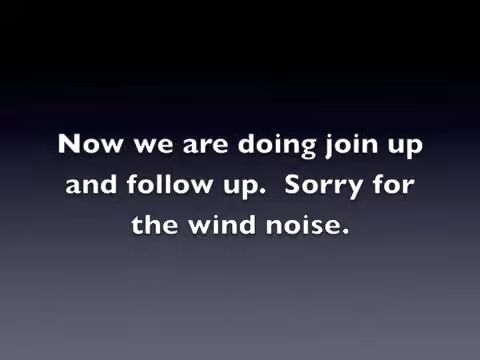 Now we are doing join up
and follow up.  Sorry for
the wind noise.